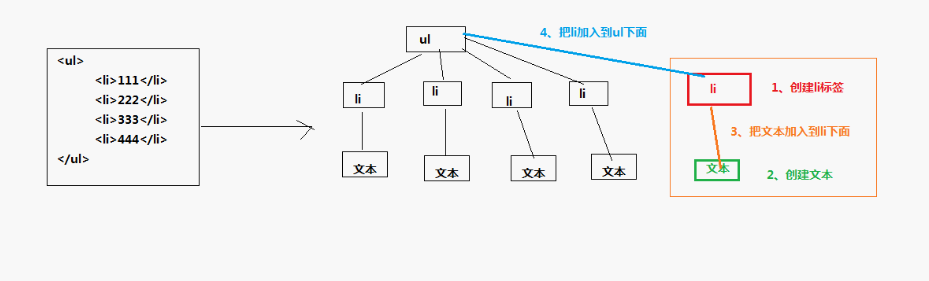 <ul>
<li>111</li>
<li>222</li>
<li>333</li>
<li>444</li>
</ul>
ul
li
li
li
li
文本
文本
文本
文本
4、把li加入到ul下面
li
1、创建li标签
3、把文本加入到li下面
文本
2、创建文本